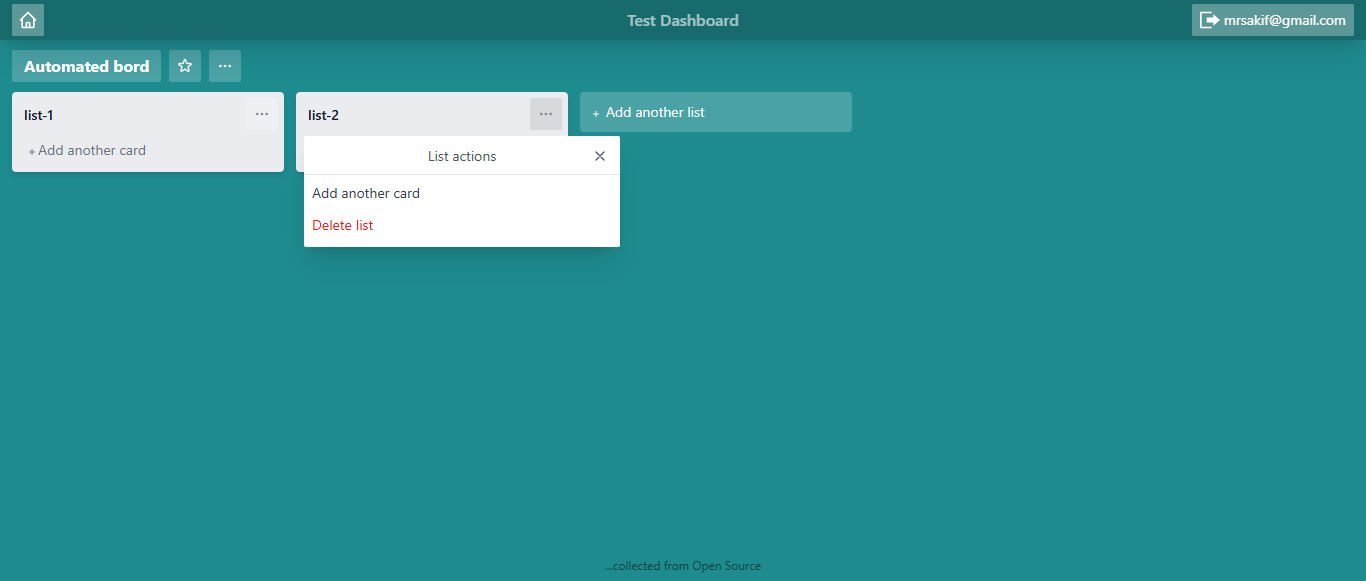 Test Dashboard
mrsakif@gmail.com
Automated bord
list-1
+ Add another card
list-2
+ Add another list
List actions
Add another card
Delete list
...collected from Open Source